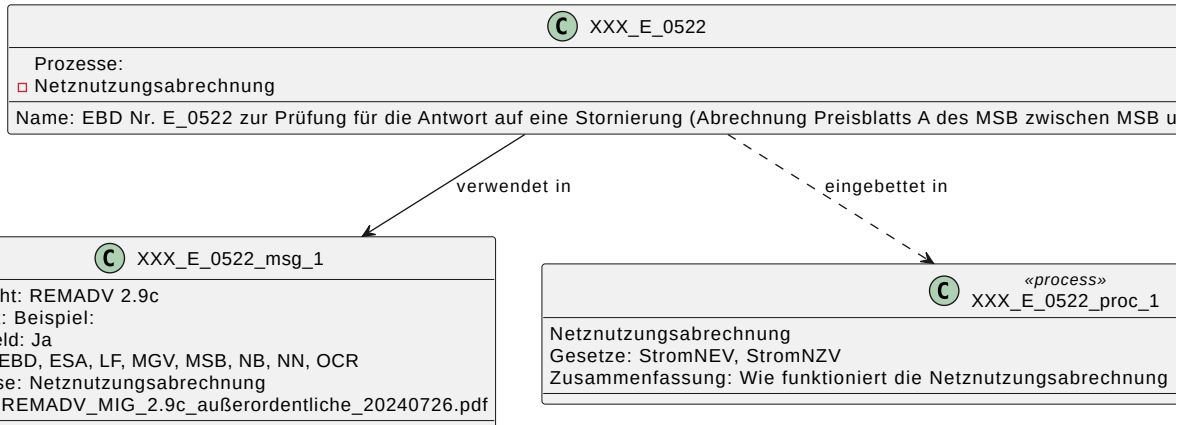 C XXX_E_0522
Prozesse:
Netznutzungsabrechnung
Name: EBD Nr. E_0522 zur Prüfung für die Antwort auf eine Stornierung (Abrechnung Preisblatts A des MSB zwischen MSB u
verwendet in
eingebettet in
C XXX_E_0522_msg_1
ht: REMADV 2.9c
: Beispiel:
eld: Ja
EBD, ESA, LF, MGV, MSB, NB, NN, OCR
se: Netznutzungsabrechnung
REMADV_MIG_2.9c_außerordentliche_20240726.pdf
«process»
C XXX_E_0522_proc_1
Netznutzungsabrechnung
Gesetze: StromNEV, StromNZV
Zusammenfassung: Wie funktioniert die Netznutzungsabrechnung